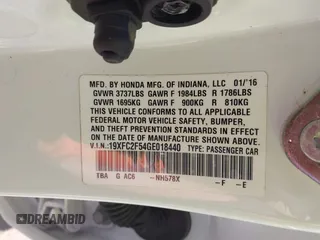 MFD. BY HONDA MFG. OF INDIANA, LLC 01/'16
GVWR 3737LBS GAWR F 1984LBS R 1786LBS
GVWR 1695KG GAWR F 900KG R 810KG
THIS VEHICLE CONFORMS TO ALL APPLICABLE
FEDERAL MOTOR VEHICLE SAFETY, BUMPER,
AND THEFT PREVENTION STANDARDS IN EFFECT
ON THE DATE OF MANUFACTURE SHOWN ABOVE.
V.I.N.: 19XFC2F54GE018440 TYPE: PASSENGER CAR
TBA G AC6 -NH578X -F -E
DREAMBID